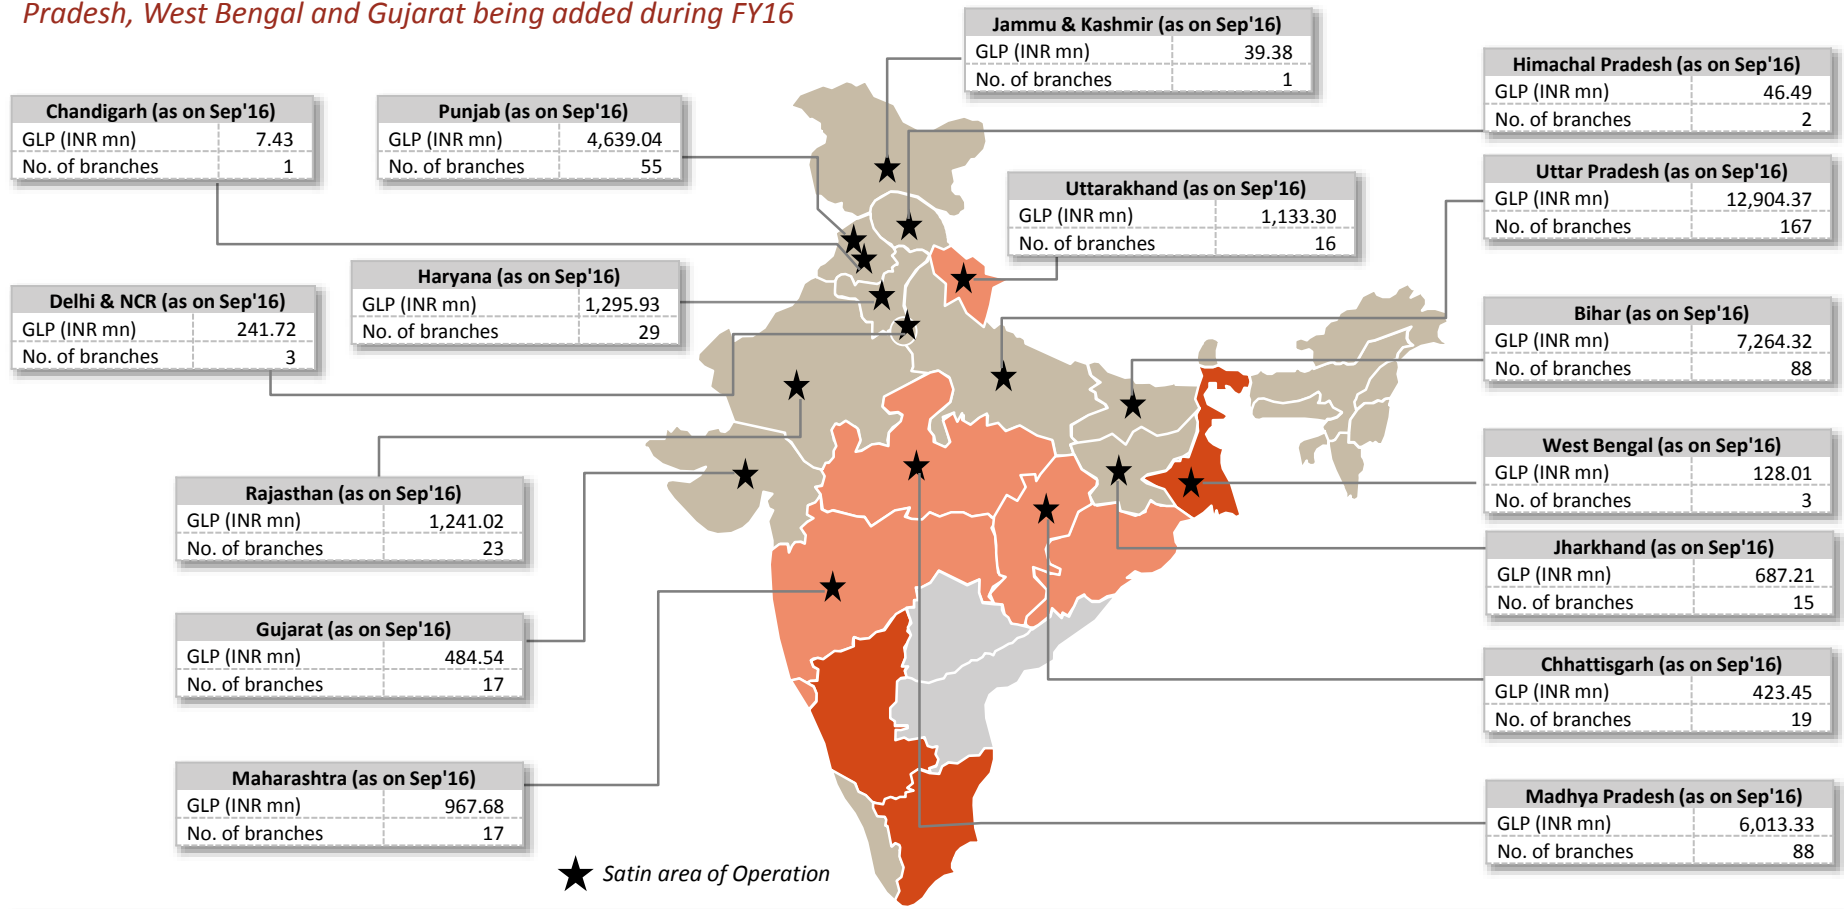 Pradesh, West Bengal and Gujarat being added during FY16
Jammu & Kashmir (as on Sep'16)
GLP (INR mn) 39.38
No. of branches 1
Himachal Pradesh (as on Sep'16)
GLP (INR mn) 46.49
No. of branches 2
Chandigarh (as on Sep'16)
GLP (INR mn) 7.43
No. of branches 1
Punjab (as on Sep'16)
GLP (INR mn) 4,639.04
No. of branches 55
Uttar Pradesh (as on Sep'16)
GLP (INR mn) 12,904.37
No. of branches 167
Uttarakhand (as on Sep'16)
GLP (INR mn) 1,133.30
No. of branches 16
Haryana (as on Sep'16)
GLP (INR mn) 1,295.93
No. of branches 29
Delhi & NCR (as on Sep'16)
GLP (INR mn) 241.72
No. of branches 3
Bihar (as on Sep'16)
GLP (INR mn) 7,264.32
No. of branches 88
West Bengal (as on Sep'16)
GLP (INR mn) 128.01
No. of branches 3
Rajasthan (as on Sep'16)
GLP (INR mn) 1,241.02
No. of branches 23
Jharkhand (as on Sep'16)
GLP (INR mn) 687.21
No. of branches 15
Gujarat (as on Sep'16)
GLP (INR mn) 484.54
No. of branches 17
Chhattisgarh (as on Sep'16)
GLP (INR mn) 423.45
No. of branches 19
Maharashtra (as on Sep'16)
GLP (INR mn) 967.68
No. of branches 17
Madhya Pradesh (as on Sep'16)
GLP (INR mn) 6,013.33
No. of branches 88
Satin area of Operation